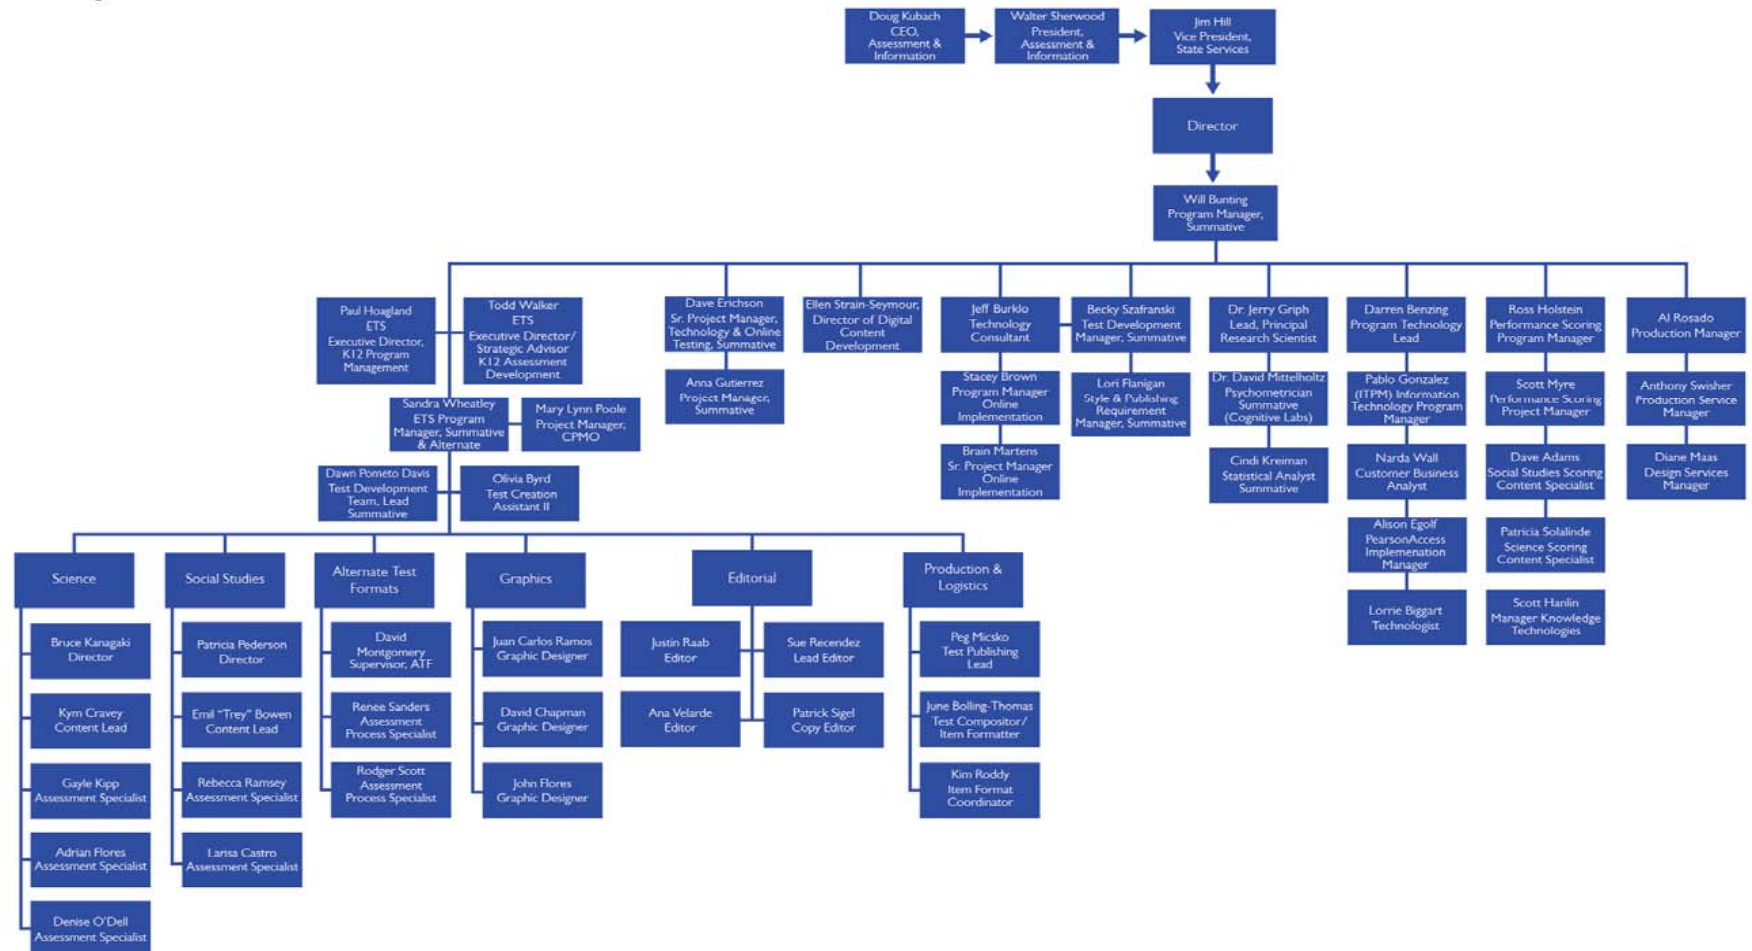 Doug Kubach
CEO,
Assessment &
Information
Walter Sherwood
President,
Assessment &
Information
Jim Hill
Vice President,
State Services
Director
Will Bunting
Program Manager,
Summative
Paul Hoagland
ETS
Executive Director,
K12 Program
Management
Todd Walker
ETS
Executive Director/
Strategic Advisor
K12 Assessment
Development
Sandra Wheatley
ETS Program
Manager, Summative
& Alternate
Mary Lynn Poole
Project Manager,
CPMO
Dawn Pometo Davis
Test Development
Team, Lead
Summative
Olivia Byrd
Test Creation
Assistant II
Dave Erichson
Sr. Project Manager,
Technology & Online
Testing, Summative
Anna Gutierrez
Project Manager,
Summative
Ellen Strain-Seymour,
Director of Digital
Content
Development
Jeff Burklo
Technology
Consultant
Stacey Brown
Program Manager
Online
Implementation
Brain Martens
Sr. Project Manager
Online
Implementation
Becky Szafranski
Test Development
Manager, Summative
Lori Flanigan
Style & Publishing
Requirement
Manager, Summative
Dr. Jerry Griph
Lead, Principal
Research Scientist
Dr. David Mittelholtz
Psychometrician
Summative
(Cognitive Labs)
Cindi Kreiman
Statistical Analyst
Summative
Darren Benzing
Program Technology
Lead
Pablo Gonzalez
(ITPM) Information
Technology Program
Manager
Narda Wall
Customer Business
Analyst
Alison Egolf
PearsonAccess
Implemenation
Manager
Lorrie Biggart
Technologist
Ross Holstein
Performance Scoring
Program Manager
Scott Myre
Performance Scoring
Project Manager
Dave Adams
Social Studies Scoring
Content Specialist
Patricia Solalinde
Science Scoring
Content Specialist
Scott Hanlin
Manager Knowledge
Technologies
Al Rosado
Production Manager
Anthony Swisher
Production Service
Manager
Diane Maas
Design Services
Manager
Science
Bruce Kanagaki
Director
Kym Cravey
Content Lead
Gayle Kipp
Assessment Specialist
Adrian Flores
Assessment Specialist
Denise O'Dell
Assessment Specialist
Social Studies
Patricia Pederson
Director
Emil “Trey” Bowen
Content Lead
Rebecca Ramsey
Assessment Specialist
Larisa Castro
Assessment Specialist
Alternate Test
Formats
David
Montgomery
Supervisor, ATF
Renee Sanders
Assessment
Process Specialist
Rodger Scott
Assessment
Process Specialist
Graphics
Juan Carlos Ramos
Graphic Designer
David Chapman
Graphic Designer
John Flores
Graphic Designer
Editorial
Justin Raab
Editor
Sue Recendez
Lead Editor
Ana Velarde
Editor
Patrick Sigel
Copy Editor
Production &
Logistics
Peg Micsko
Test Publishing
Lead
June Bolling-Thomas
Test Compositor/
Item Formatter
Kim Roddy
Item Format
Coordinator